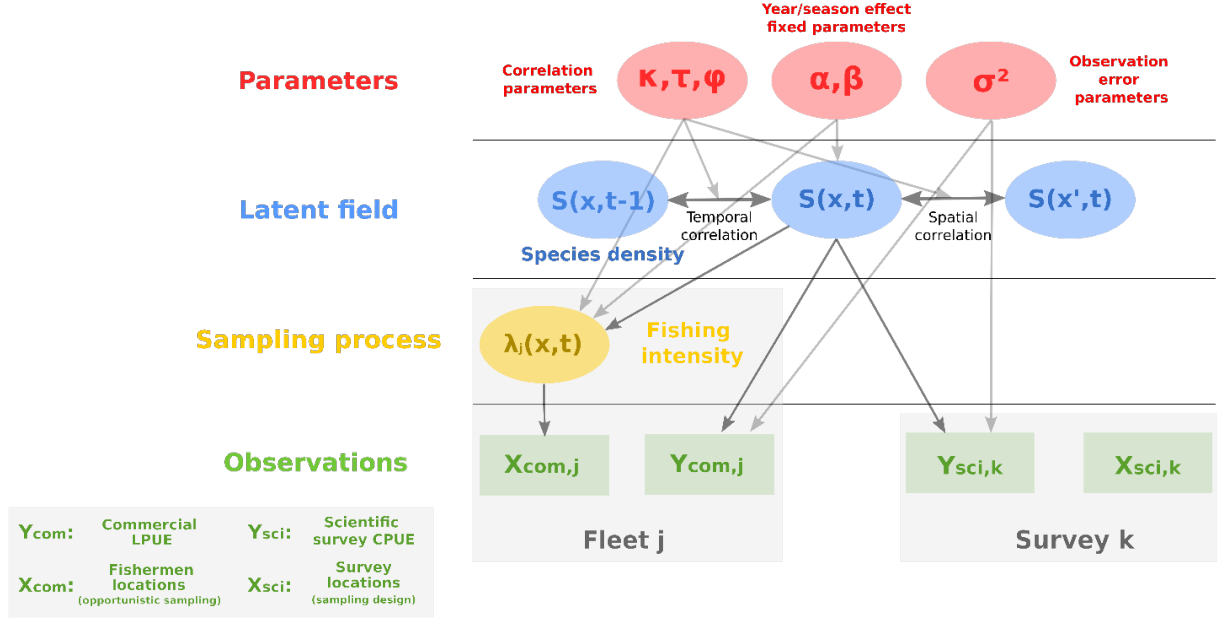 Year/season effect
fixed parameters
Parameters
Correlation
parameters
κ,τ,φ
α,β
σ²
Observation
error
parameters
Latent field
S(x,t-1)
Temporal
correlation
S(x,t)
Spatial
correlation
S(x',t)
Species density
Sampling process
λj(x,t)
Fishing
intensity
Observations
Xcom,j
Ycom,j
Ysci,k
Xsci,k
Fleet j
Survey k
Ycom:
Commercial
LPUE
Ysci:
Scientific
survey CPUE
Xcom:
Fishermen
locations
(opportunistic sampling)
Xsci:
Survey
locations
(sampling design)